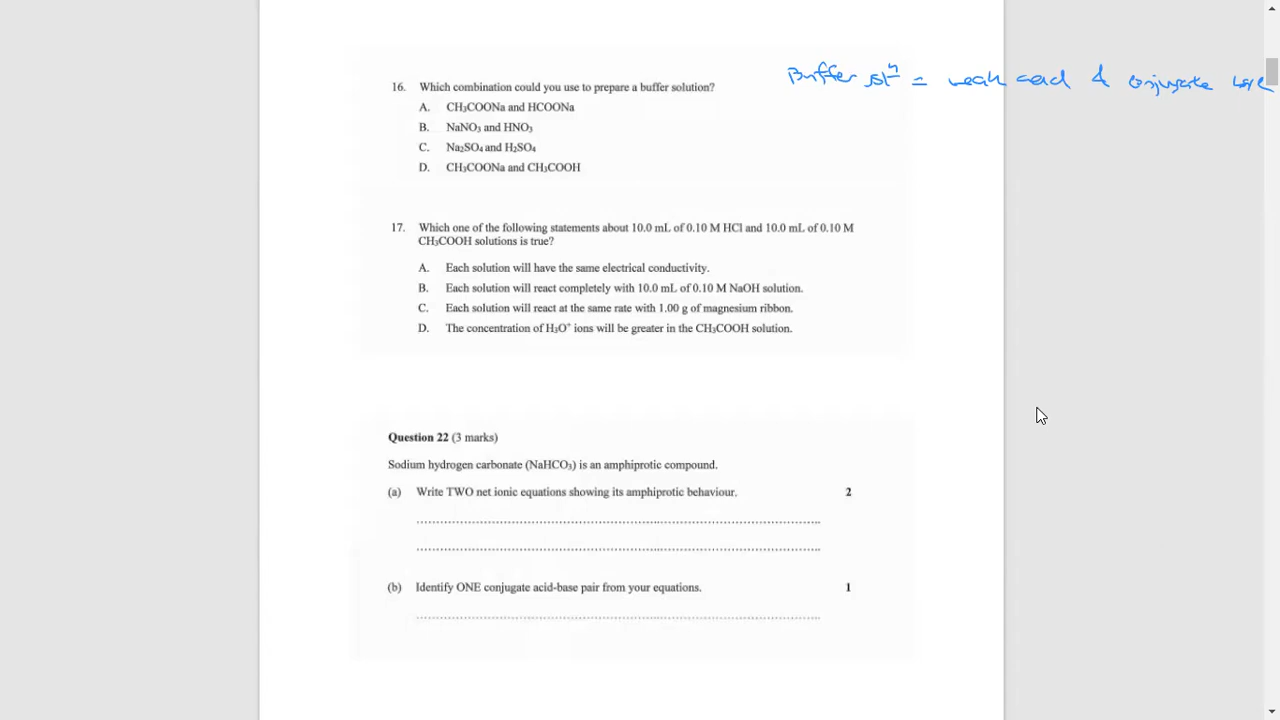 Buffer solⁿ = weak acid & conjugate base
16. Which combination could you use to prepare a buffer solution?
A. CH₃COONa and HCOONa
B. NaNO₃ and HNO₃
C. Na₂SO₄ and H₂SO₄
D. CH₃COONa and CH₃COOH
17. Which one of the following statements about 10.0 mL of 0.10 M HCl and 10.0 mL of 0.10 M
CH₃COOH solutions is true?
A. Each solution will have the same electrical conductivity.
B. Each solution will react completely with 10.0 mL of 0.10 M NaOH solution.
C. Each solution will react at the same rate with 1.00 g of magnesium ribbon.
D. The concentration of H₃O⁺ ions will be greater in the CH₃COOH solution.
Question 22 (3 marks)
Sodium hydrogen carbonate (NaHCO₃) is an amphiprotic compound.
(a) Write TWO net ionic equations showing its amphiprotic behaviour. 2
(b) Identify ONE conjugate acid-base pair from your equations. 1